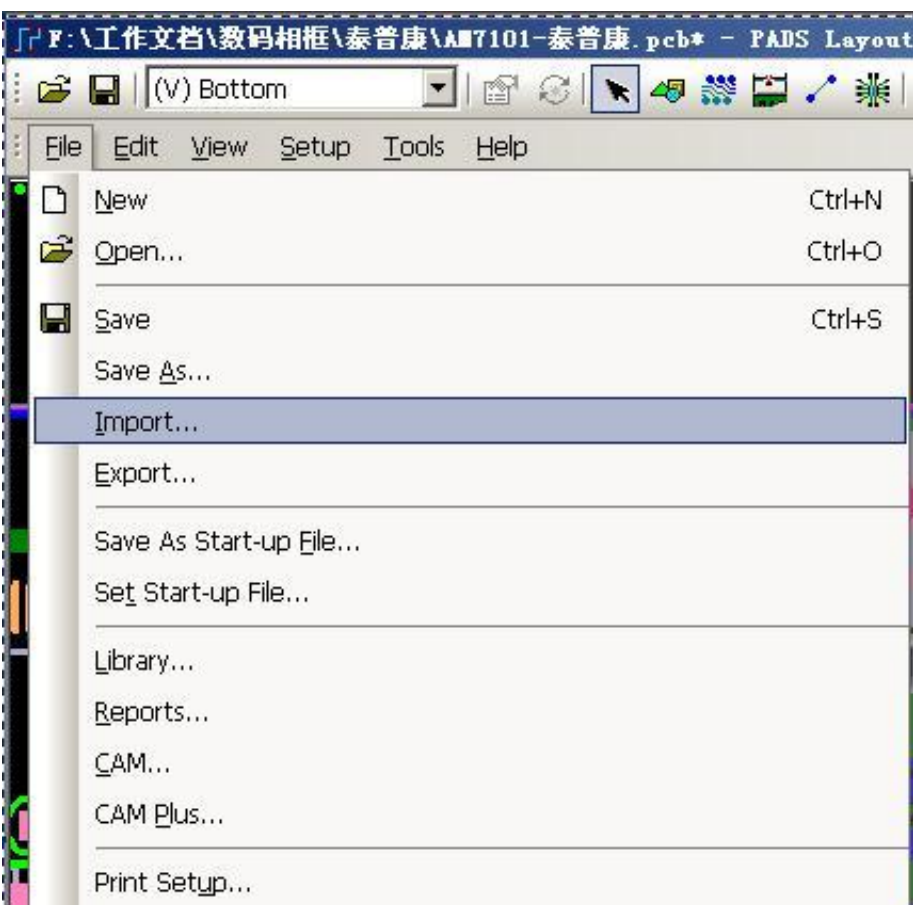 F:\工作文档\数码相框\泰普康\AM7101-泰普康.pcb* - PADS Layout
(V) Bottom
File Edit View Setup Tools Help
New Ctrl+N
Open... Ctrl+O
Save Ctrl+S
Save As...
Import...
Export...
Save As Start-up File...
Set Start-up File...
Library...
Reports...
CAM...
CAM Plus...
Print Setup...